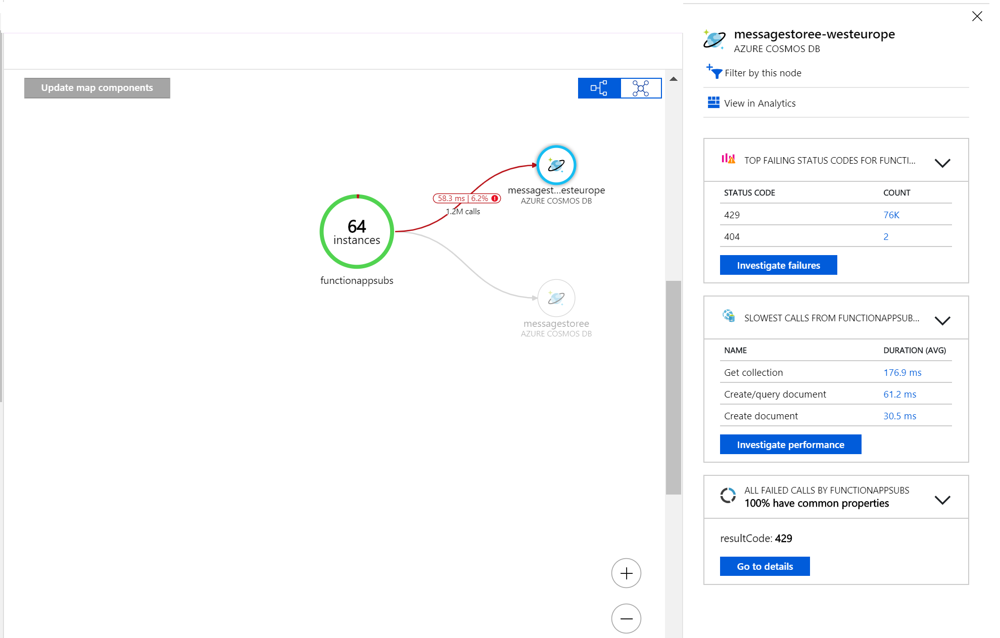 Update map components
64
instances
functionappsubs
58.3 ms | 6.2%
1.2M calls
messagest...esteurope
AZURE COSMOS DB
messagestoree
AZURE COSMOS DB
messagestoree-westeurope
AZURE COSMOS DB
Filter by this node
View in Analytics
TOP FAILING STATUS CODES FOR FUNCTI...
STATUS CODE COUNT
429 76K
404 2
Investigate failures
SLOWEST CALLS FROM FUNCTIONAPPSUB...
NAME DURATION (AVG)
Get collection 176.9 ms
Create/query document 61.2 ms
Create document 30.5 ms
Investigate performance
ALL FAILED CALLS BY FUNCTIONAPPSUBS
100% have common properties
resultCode: 429
Go to details